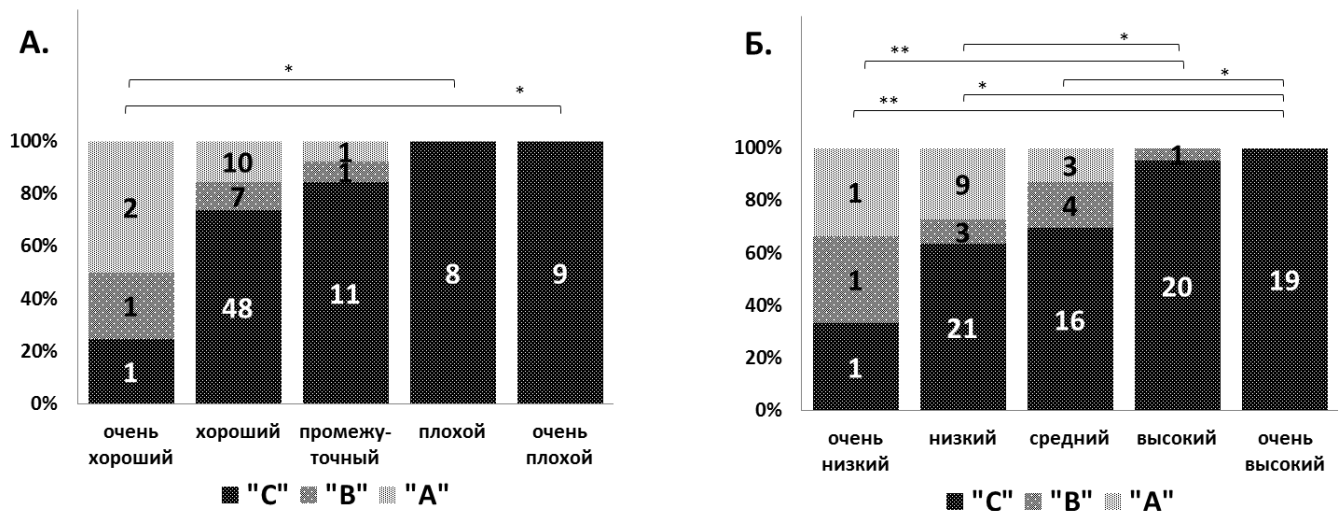 А.
*
*
100%
80%
60%
40%
20%
0%
2
1
1
10
7
48
1
1
11
8
9
очень хороший
хороший
промежу-точный
плохой
очень плохой
"C" "B" "A"
Б.
** *
*
** *
100%
80%
60%
40%
20%
0%
1
1
1
9
3
21
3
4
16
1
20
19
очень низкий
низкий
средний
высокий
очень высокий
"C" "B" "A"